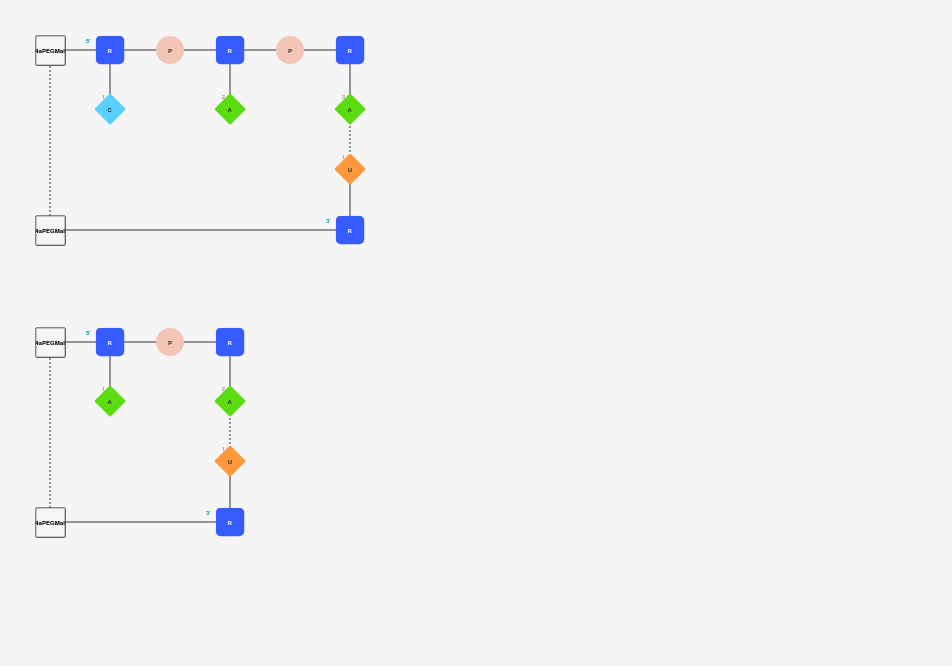 5' 
4aPEGMal R P R P R
1 2 3
C A A
1
U
3'
4aPEGMal R
5'
4aPEGMal R P R
1 2
A A
1
U
3'
4aPEGMal R